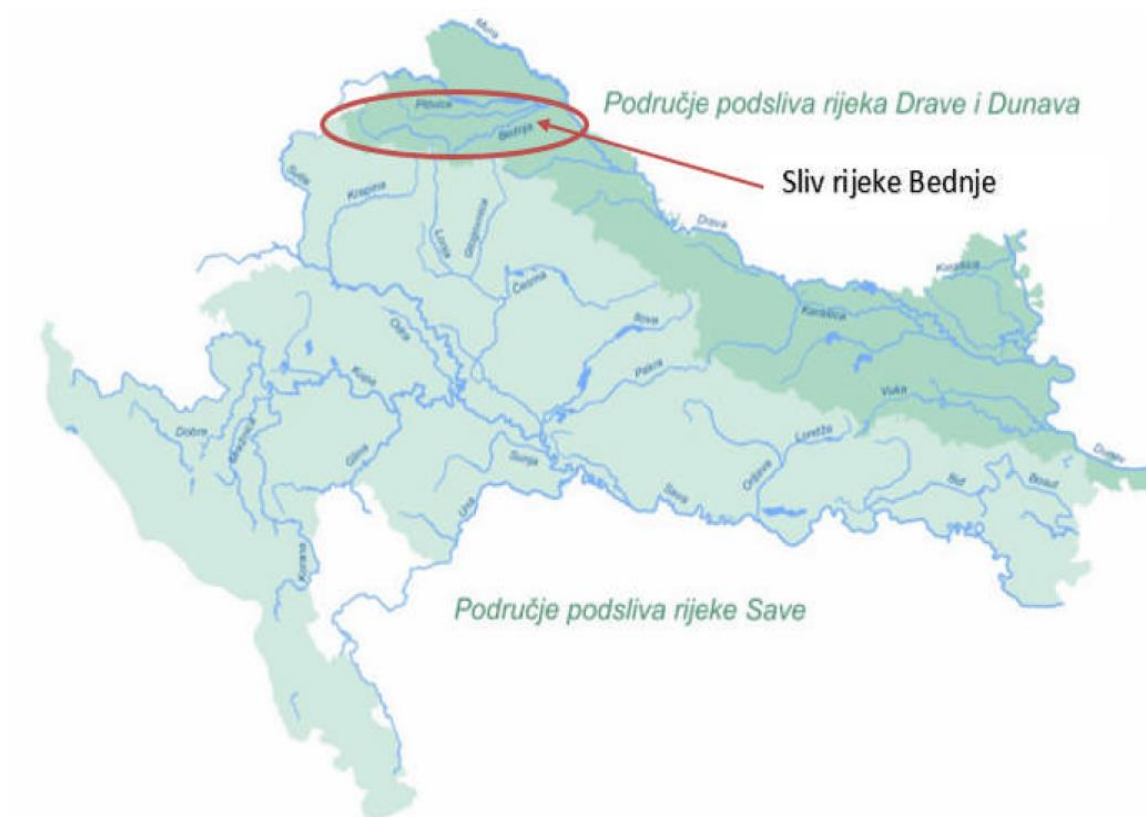 Mura
Plitvica
Bednja
Područje podsliva rijeka Drave i Dunava
Sliv rijeke Bednje
Sutla
Krapina
Lonja
Glogovnica
Drava
Karašica
Česma
Ilova
Karašica
Odra
Pakra
Kupa
Vuka
Dobra
Mrežnica
Glina
Londža
Dunav
Sunja
Orljava
Una
Sava
Bid
Bosut
Korana
Područje podsliva rijeke Save